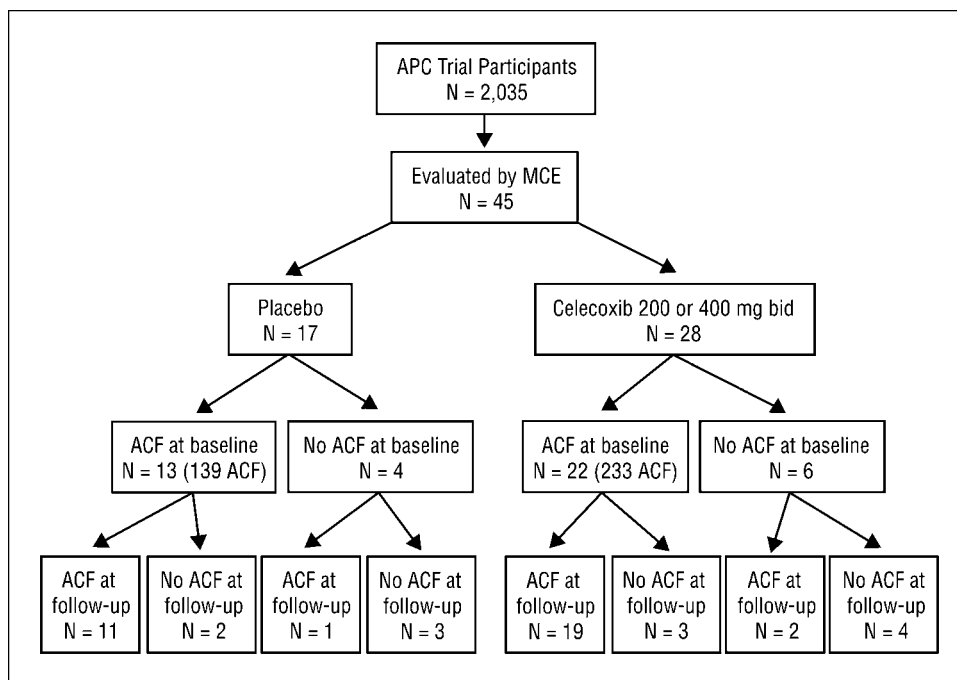 APC Trial Participants
N = 2,035
Evaluated by MCE
N = 45
Placebo
N = 17
Celecoxib 200 or 400 mg bid
N = 28
ACF at baseline
N = 13 (139 ACF)
No ACF at baseline
N = 4
ACF at baseline
N = 22 (233 ACF)
No ACF at baseline
N = 6
ACF at
follow-up
N = 11
No ACF at
follow-up
N = 2
ACF at
follow-up
N = 1
No ACF at
follow-up
N = 3
ACF at
follow-up
N = 19
No ACF at
follow-up
N = 3
ACF at
follow-up
N = 2
No ACF at
follow-up
N = 4